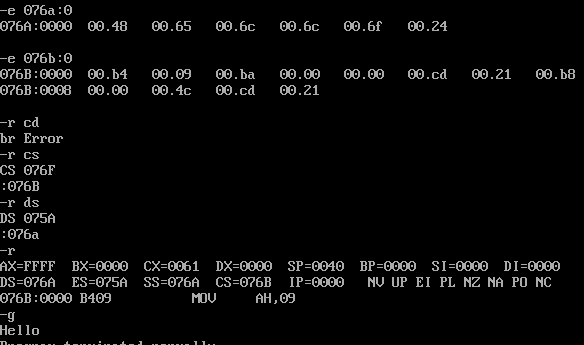 -e 076a:0
076A:0000 00.48 00.65 00.6c 00.6c 00.6f 00.24
-e 076b:0
076B:0000 00.b4 00.09 00.ba 00.00 00.00 00.cd 00.21 00.b8
076B:0008 00.00 00.4c 00.cd 00.21
-r cd
br Error
-r cs
CS 076F
:076B
-r ds
DS 075A
:076a
-r
AX=FFFF BX=0000 CX=0061 DX=0000 SP=0040 BP=0000 SI=0000 DI=0000
DS=076A ES=075A SS=076A CS=076B IP=0000 NV UP EI PL NZ NA PO NC
076B:0000 B409 MOV AH,09
-g
Hello
Program terminated normally